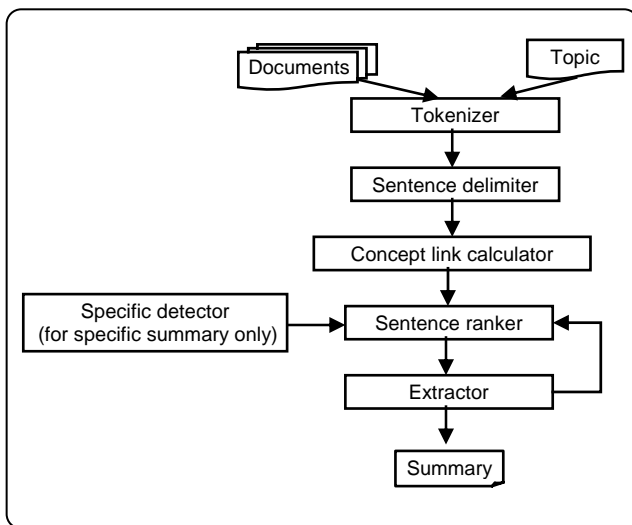 Documents
Topic
Tokenizer
Sentence delimiter
Concept link calculator
Specific detector
(for specific summary only)
Sentence ranker
Extractor
Summary